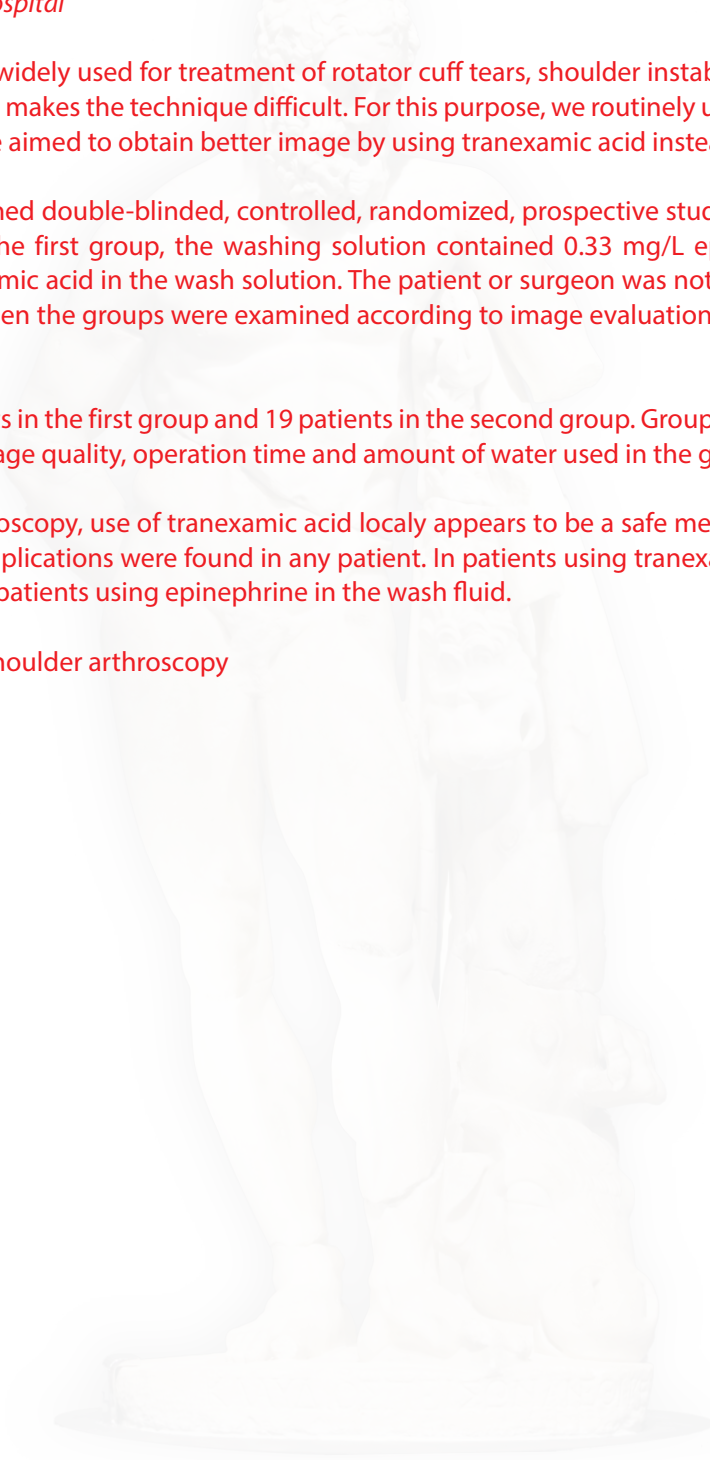 ospital
widely used for treatment of rotator cuff tears, shoulder instab
makes the technique difficult. For this purpose, we routinely u
aimed to obtain better image by using tranexamic acid inste
ned double-blinded, controlled, randomized, prospective stud
he first group, the washing solution contained 0.33 mg/L e
mic acid in the wash solution. The patient or surgeon was not
en the groups were examined according to image evaluation
s in the first group and 19 patients in the second group. Group
age quality, operation time and amount of water used in the g
oscopy, use of tranexamic acid localy appears to be a safe me
plications were found in any patient. In patients using tranexa
patients using epinephrine in the wash fluid.
houlder arthroscopy